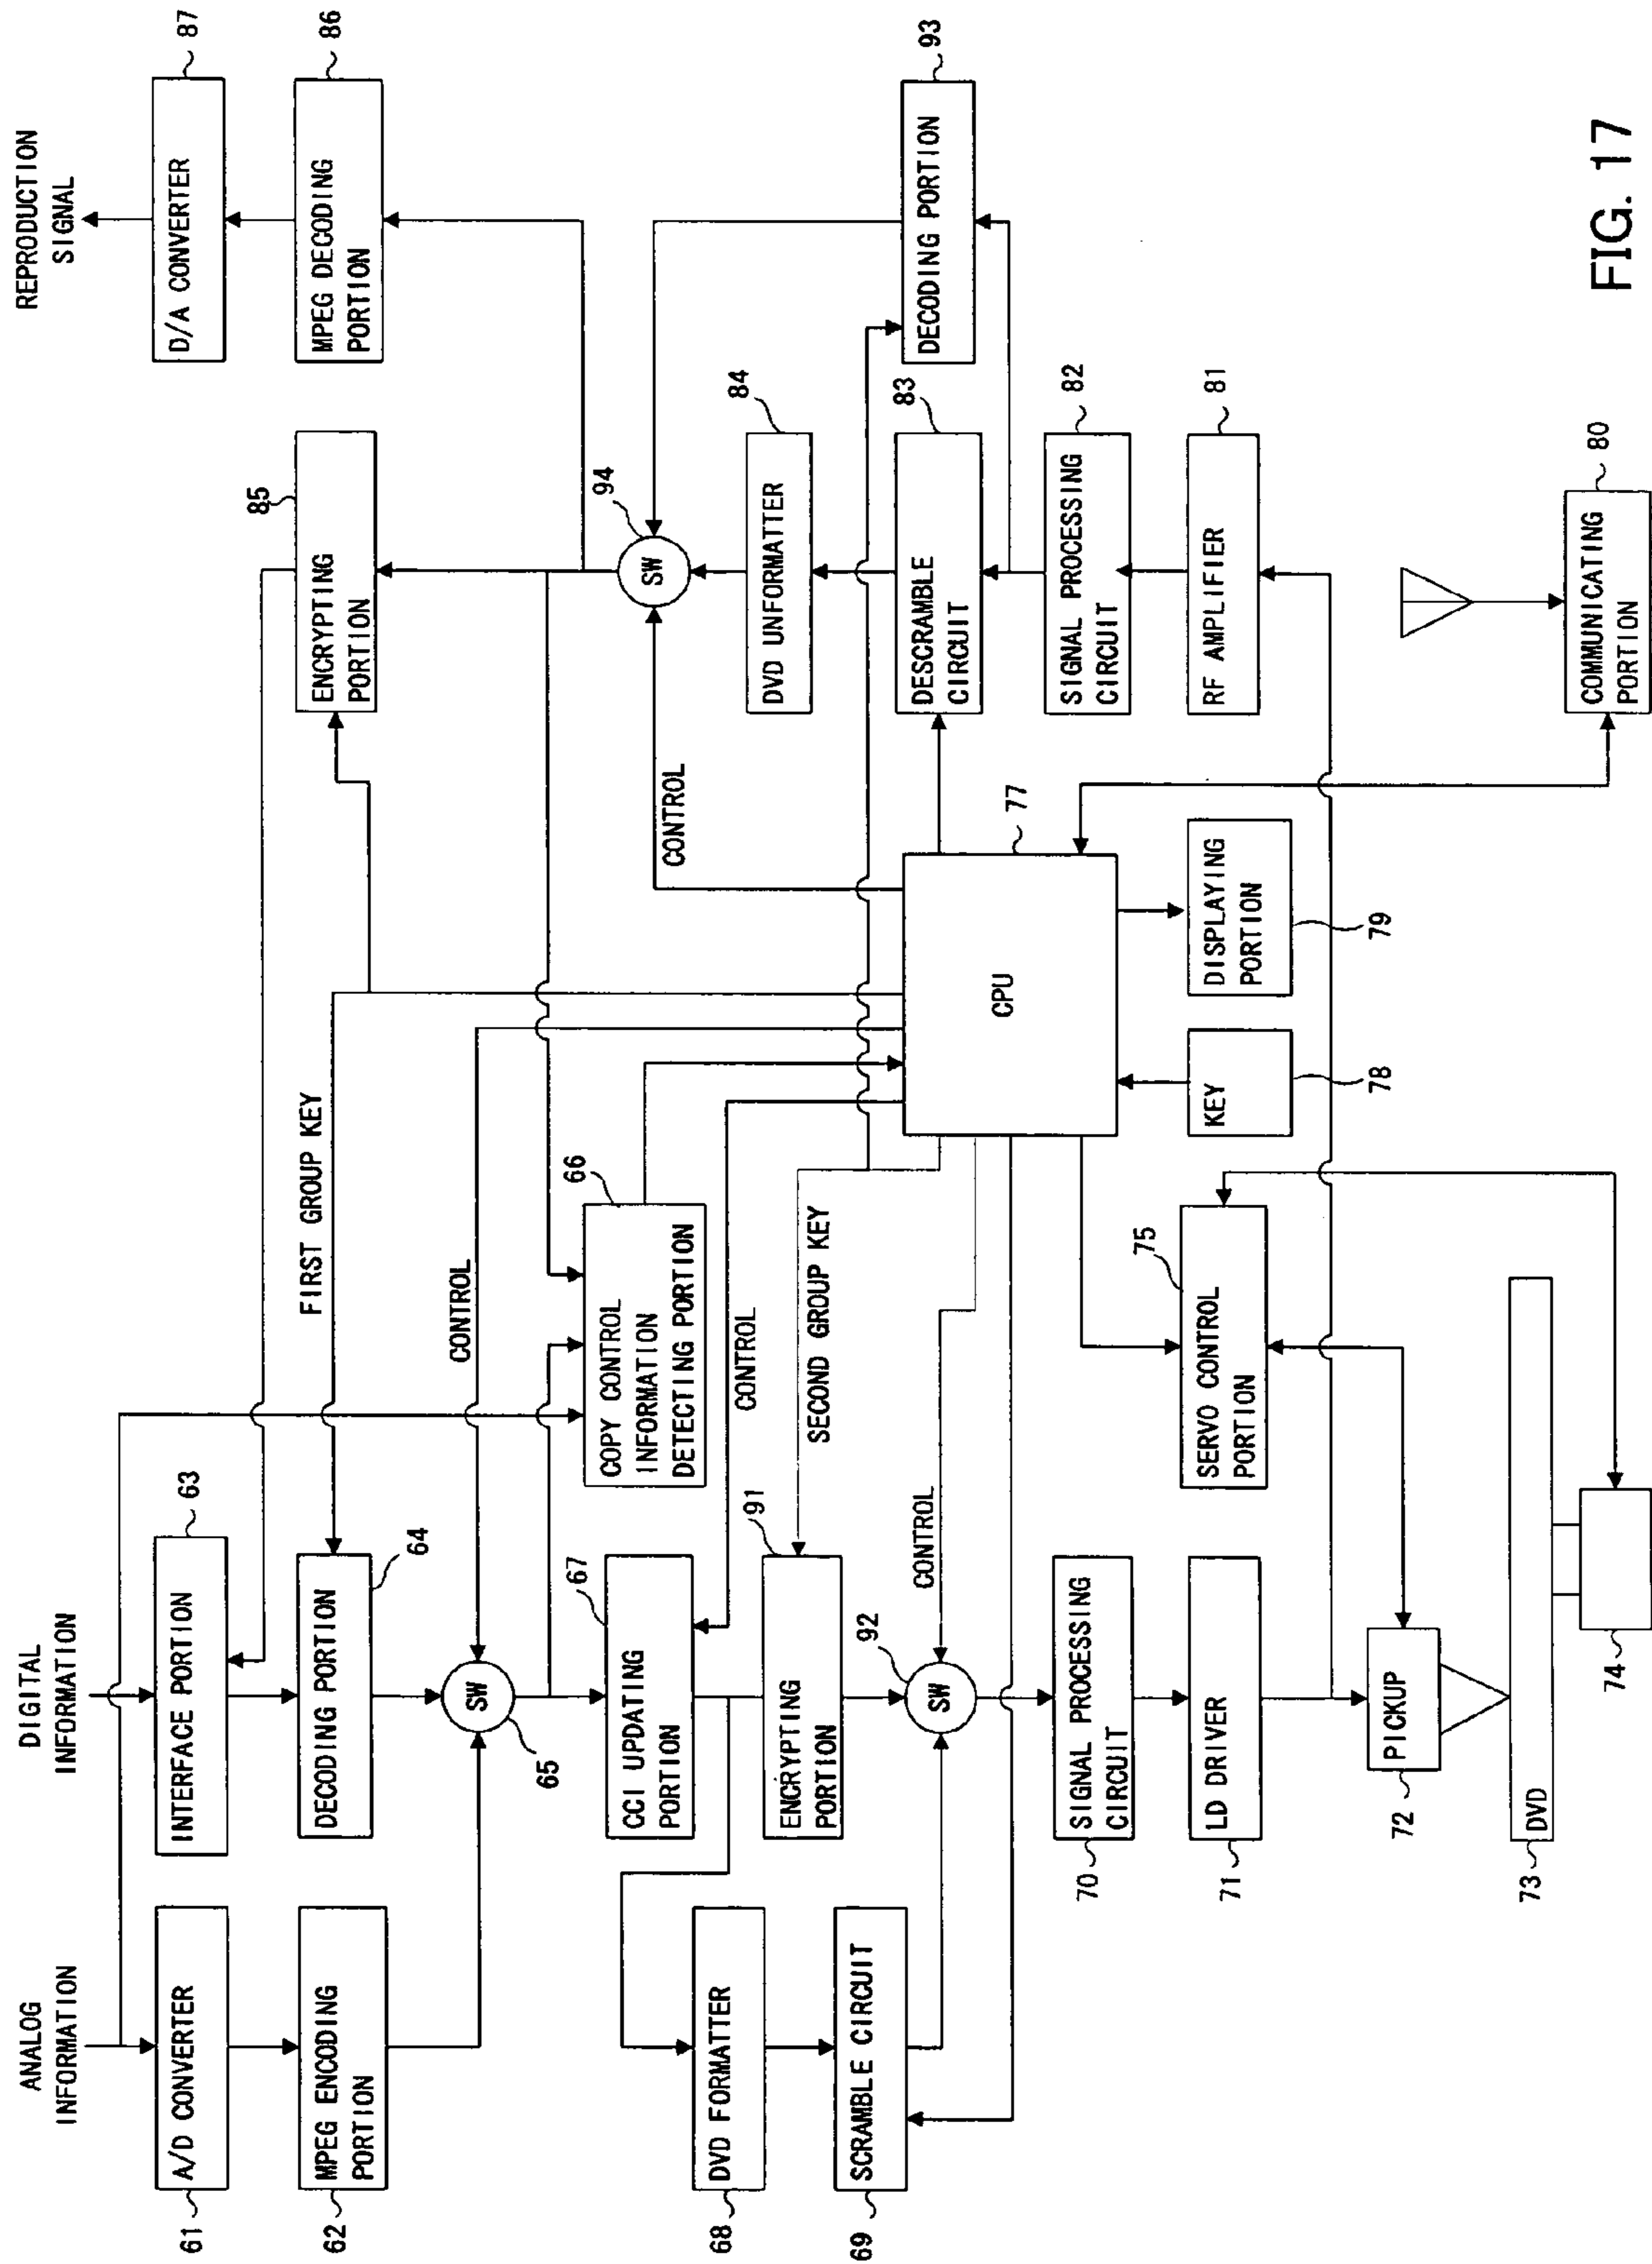 ANALOG
INFORMATION
DIGITAL
INFORMATION
REPRODUCTION
SIGNAL
61
A/D CONVERTER
INTERFACE PORTION
63
D/A CONVERTER
87
62
MPEG ENCODING
PORTION
DECODING PORTION
64
FIRST GROUP KEY
ENCRYPTING
PORTION
85
MPEG DECODING
PORTION
86
SW
65
CONTROL
66
COPY CONTROL
INFORMATION
DETECTING PORTION
CONTROL
SW
94
67
CCI UPDATING
PORTION
CONTROL
68
DVD FORMATTER
ENCRYPTING
PORTION
91
SECOND GROUP KEY
DVD UNFORMATTER
84
69
SCRAMBLE CIRCUIT
SW
92
CONTROL
CPU
77
DESCRAMBLE
CIRCUIT
83
DECODING PORTION
93
70
SIGNAL PROCESSING
CIRCUIT
SIGNAL PROCESSING
CIRCUIT
82
71
LD DRIVER
75
SERVO CONTROL
PORTION
KEY
78
DISPLAYING
PORTION
79
RF AMPLIFIER
81
72
PICKUP
73
DVD
74
COMMUNICATING
PORTION
80
FIG. 17